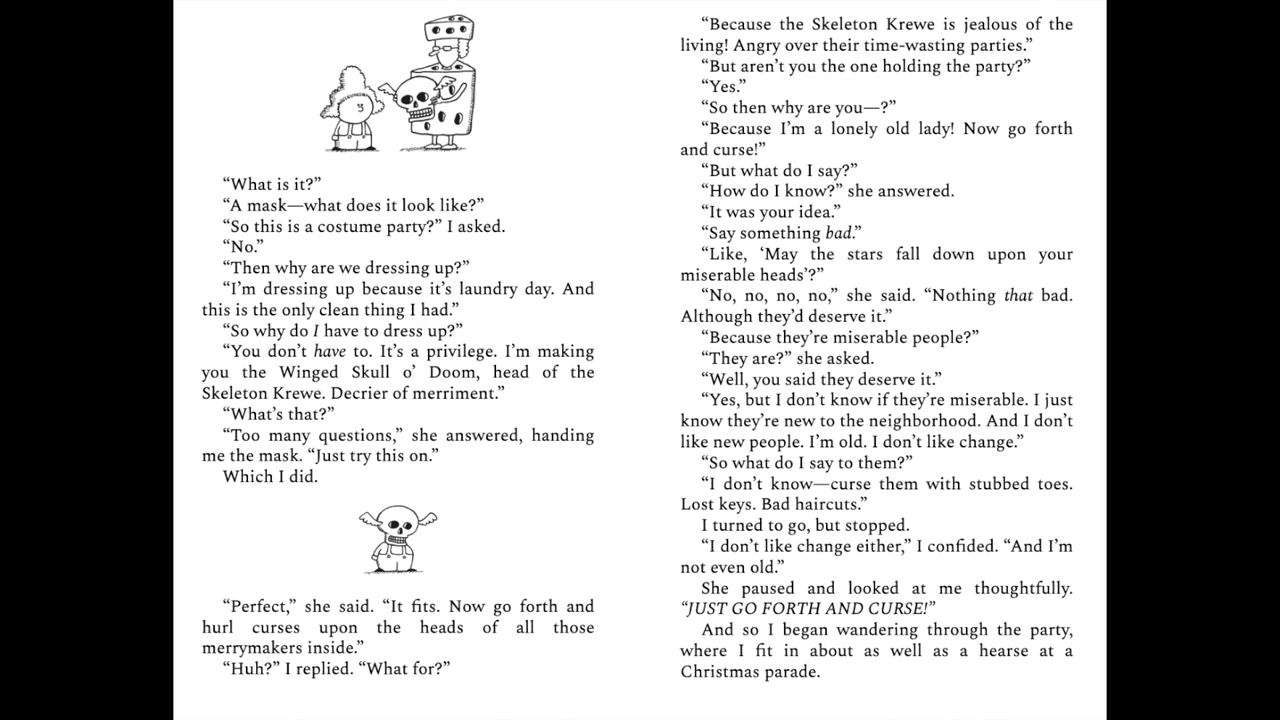 “What is it?”
“A mask—what does it look like?”
“So this is a costume party?” I asked.
“No.”
“Then why are we dressing up?”
“I’m dressing up because it’s laundry day. And
this is the only clean thing I had.”
“So why do I have to dress up?”
“You don’t have to. It’s a privilege. I’m making
you the Winged Skull o’ Doom, head of the
Skeleton Krewe. Decrier of merriment.”
“What’s that?”
“Too many questions,” she answered, handing
me the mask. “Just try this on.”
Which I did.
“Perfect,” she said. “It fits. Now go forth and
hurl curses upon the heads of all those
merrymakers inside.”
“Huh?” I replied. “What for?”
“Because the Skeleton Krewe is jealous of the
living! Angry over their time-wasting parties.”
“But aren’t you the one holding the party?”
“Yes.”
“So then why are you—?”
“Because I’m a lonely old lady! Now go forth
and curse!”
“But what do I say?”
“How do I know?” she answered.
“It was your idea.”
“Say something bad.”
“Like, ‘May the stars fall down upon your
miserable heads’?”
“No, no, no, no,” she said. “Nothing that bad.
Although they’d deserve it.”
“Because they’re miserable people?”
“They are?” she asked.
“Well, you said they deserve it.”
“Yes, but I don’t know if they’re miserable. I just
know they’re new to the neighborhood. And I don’t
like new people. I’m old. I don’t like change.”
“So what do I say to them?”
“I don’t know—curse them with stubbed toes.
Lost keys. Bad haircuts.”
I turned to go, but stopped.
“I don’t like change either,” I confided. “And I’m
not even old.”
She paused and looked at me thoughtfully.
“JUST GO FORTH AND CURSE!”
And so I began wandering through the party,
where I fit in about as well as a hearse at a
Christmas parade.